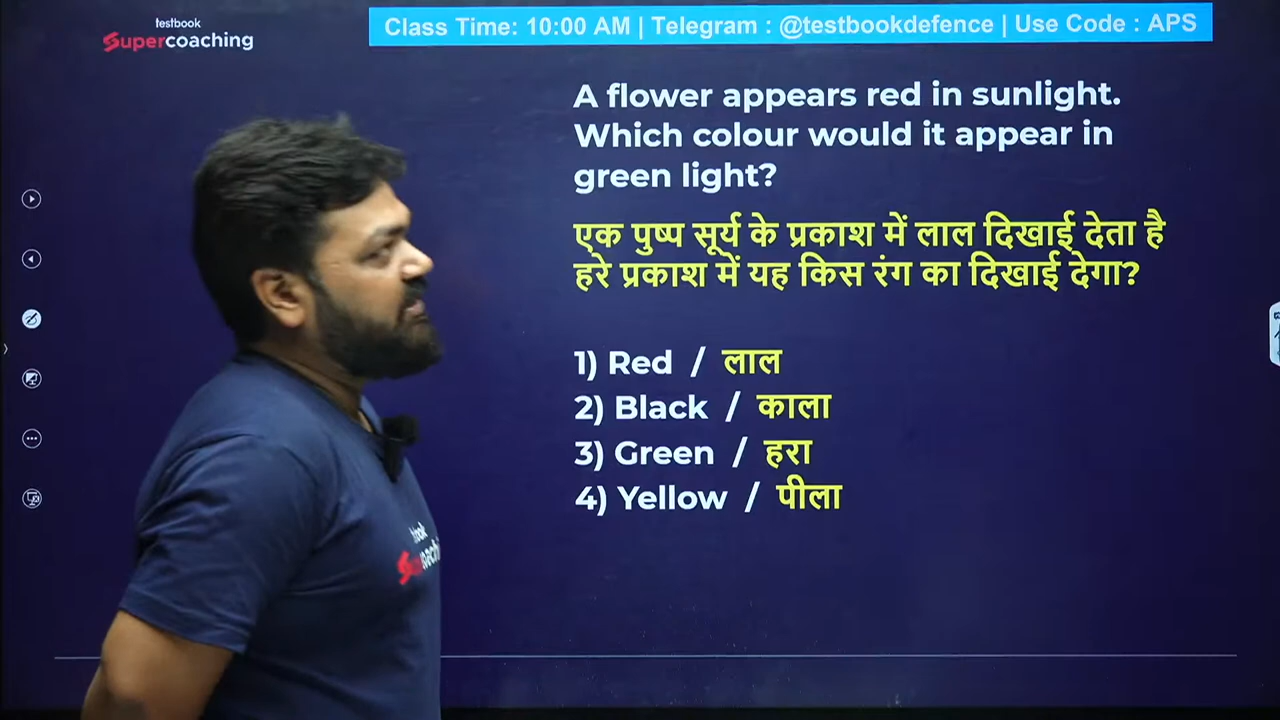 testbook
Supercoaching
Class Time: 10:00 AM | Telegram : @testbookdefence | Use Code : APS
A flower appears red in sunlight.
Which colour would it appear in
green light?
एक पुष्प सूर्य के प्रकाश में लाल दिखाई देता है
हरे प्रकाश में यह किस रंग का दिखाई देगा?
1) Red / लाल
2) Black / काला
3) Green / हरा
4) Yellow / पीला